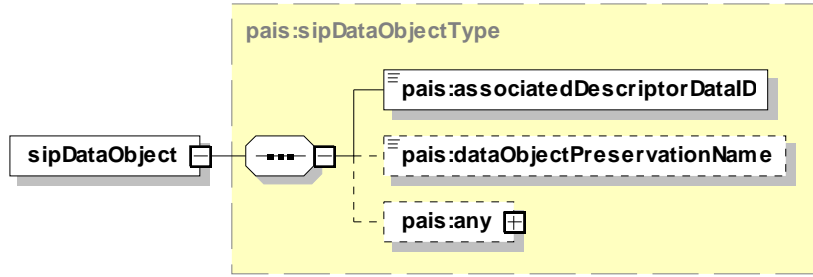 pais:sipDataObjectType
pais:associatedDescriptorDataID
sipDataObject
pais:dataObjectPreservationName
pais:any